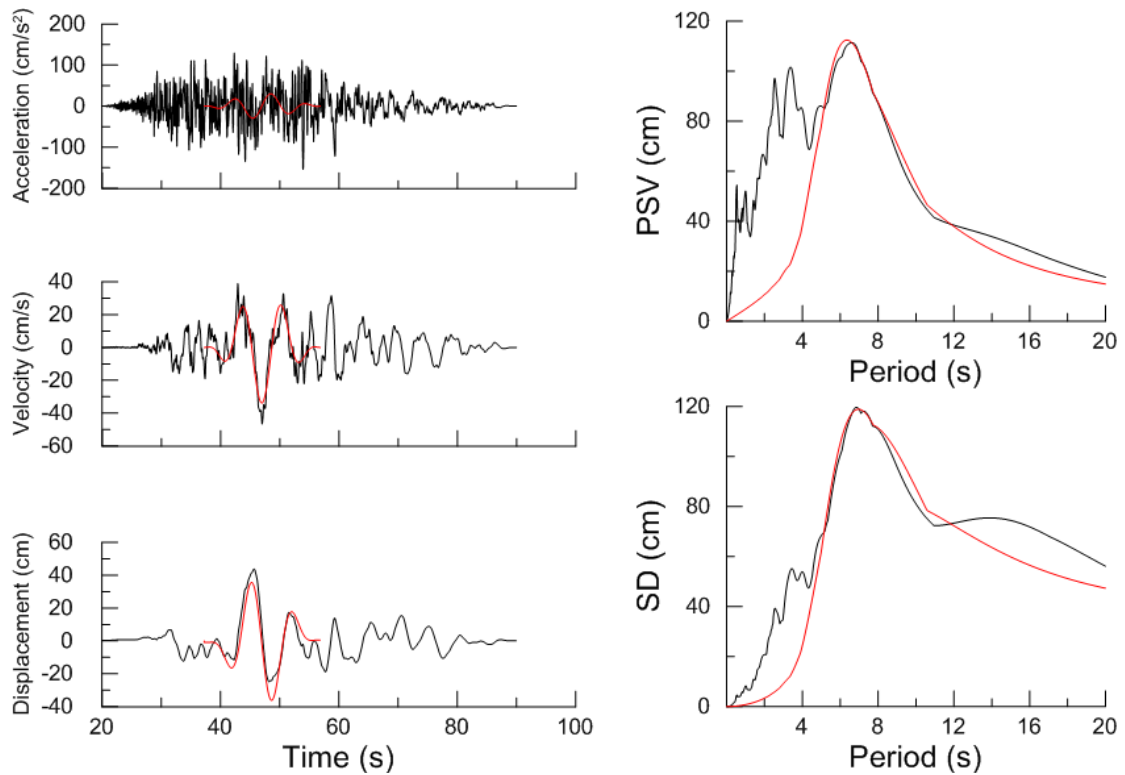 200
100
0
-100
-200
Acceleration (cm/s²)
40
20
0
-20
-40
-60
Velocity (cm/s)
60
40
20
0
-20
-40
Displacement (cm)
20 40 60 80 100
Time (s)
120
80
40
0
PSV (cm)
4 8 12 16 20
Period (s)
120
80
40
0
SD (cm)
4 8 12 16 20
Period (s)